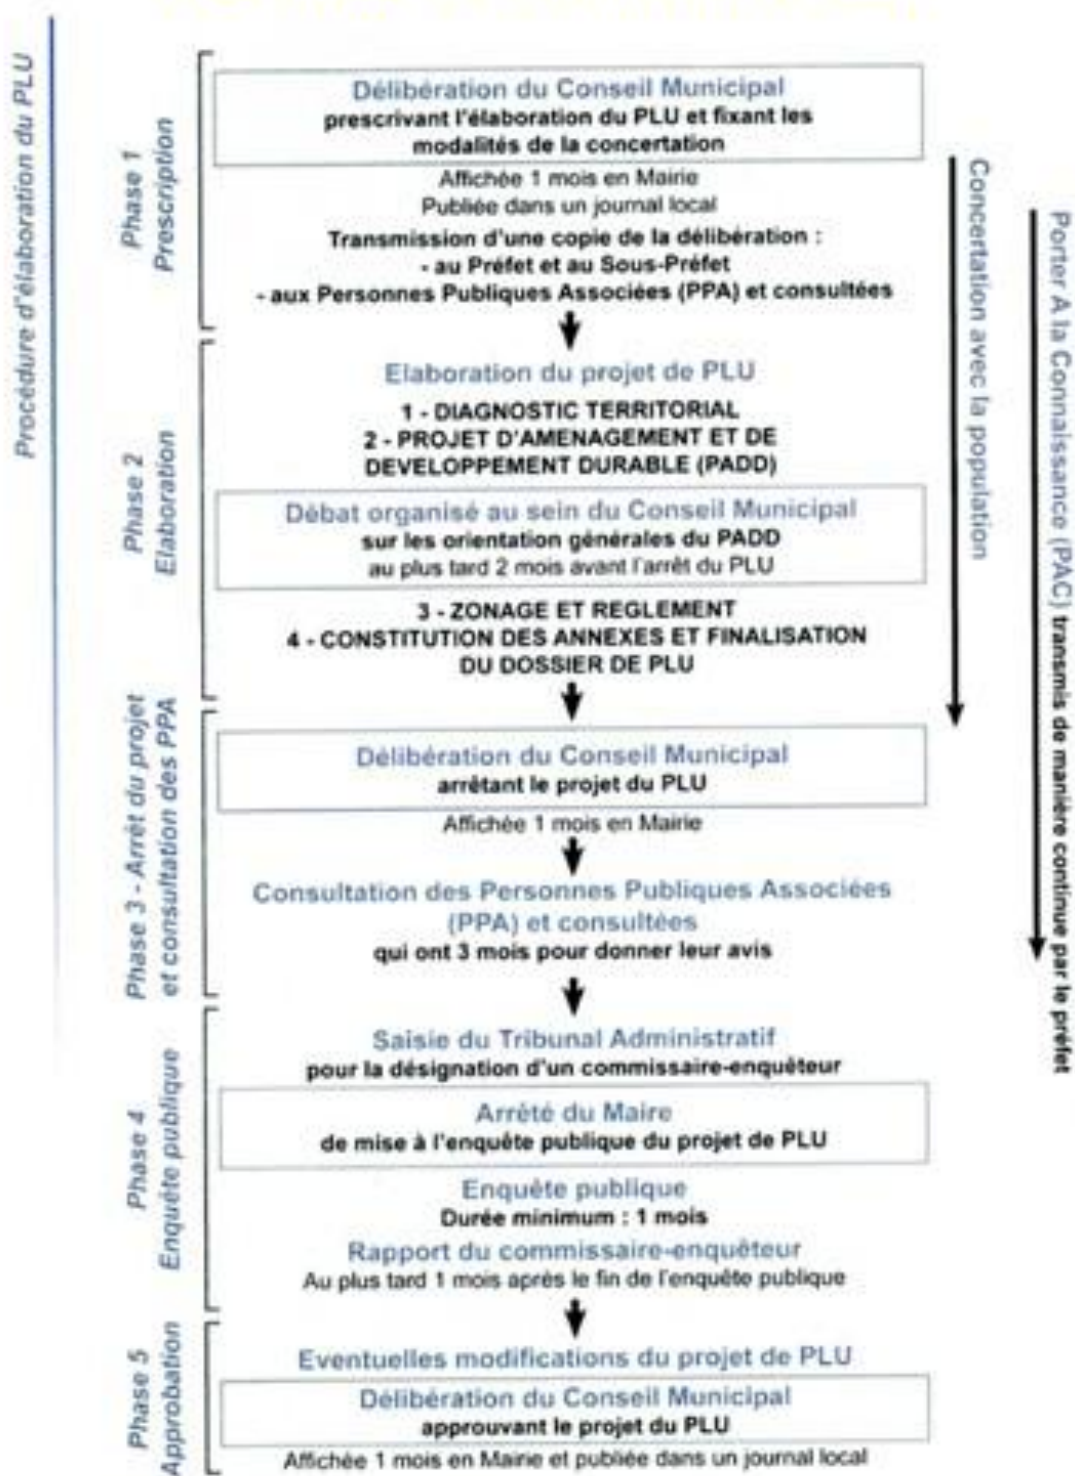 Procédure d'élaboration du PLU
Phase 1
Prescription
Délibération du Conseil Municipal
prescrivant l'élaboration du PLU et fixant les
modalités de la concertation
Affichée 1 mois en Mairie
Publiée dans un journal local
Transmission d'une copie de la délibération :
- au Préfet et au Sous-Préfet
- aux Personnes Publiques Associées (PPA) et consultées
Phase 2
Elaboration
Elaboration du projet de PLU
1 - DIAGNOSTIC TERRITORIAL
2 - PROJET D'AMENAGEMENT ET DE
DEVELOPPEMENT DURABLE (PADD)
Débat organisé au sein du Conseil Municipal
sur les orientation générales du PADD
au plus tard 2 mois avant l'arrêt du PLU
3 - ZONAGE ET REGLEMENT
4 - CONSTITUTION DES ANNEXES ET FINALISATION
DU DOSSIER DE PLU
Phase 3 - Arrêt du projet
et consultation des PPA
Délibération du Conseil Municipal
arrêtant le projet du PLU
Affichée 1 mois en Mairie
Consultation des Personnes Publiques Associées
(PPA) et consultées
qui ont 3 mois pour donner leur avis
Phase 4
Enquête publique
Saisie du Tribunal Administratif
pour la désignation d'un commissaire-enquêteur
Arrêté du Maire
de mise à l'enquête publique du projet de PLU
Enquête publique
Durée minimum : 1 mois
Rapport du commissaire-enquêteur
Au plus tard 1 mois après le fin de l'enquête publique
Phase 5
Approbation
Eventuelles modifications du projet de PLU
Délibération du Conseil Municipal
approuvant le projet du PLU
Affichée 1 mois en Mairie et publiée dans un journal local
Concertation avec la population
Porter A la Connaissance (PAC) transmis de manière continue par le préfet